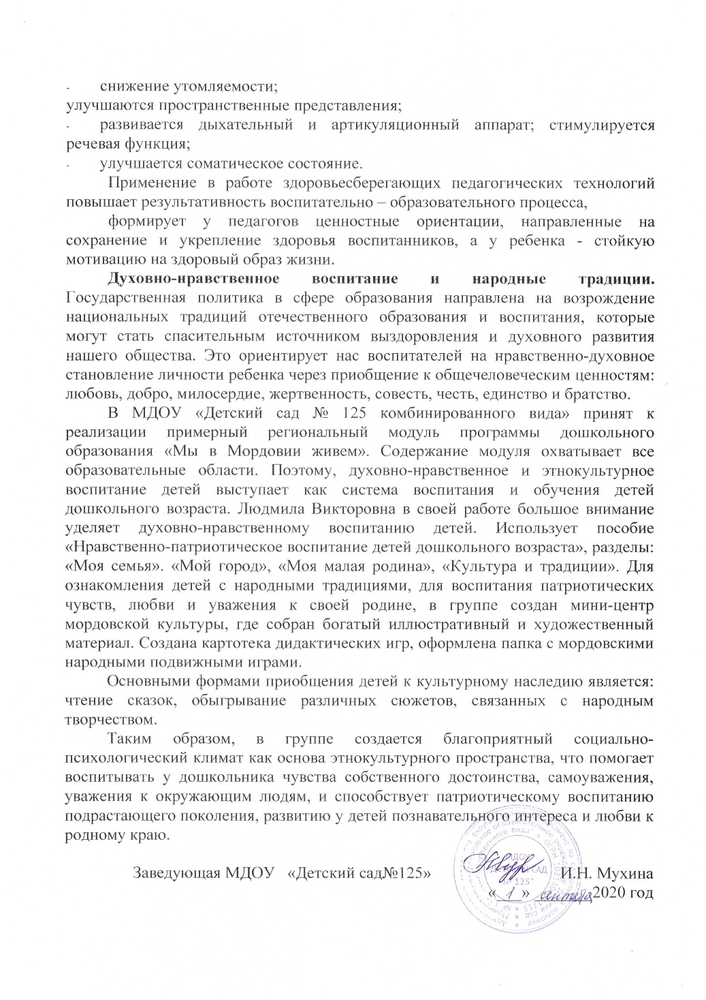 - снижение утомляемости;
улучшаются пространственные представления;
- развивается дыхательный и артикуляционный аппарат; стимулируется
речевая функция;
- улучшается соматическое состояние.
Применение в работе здоровьесберегающих педагогических технологий
повышает результативность воспитательно – образовательного процесса,
формирует у педагогов ценностные ориентации, направленные на
сохранение и укрепление здоровья воспитанников, а у ребенка - стойкую
мотивацию на здоровый образ жизни.
Духовно-нравственное воспитание и народные традиции.
Государственная политика в сфере образования направлена на возрождение
национальных традиций отечественного образования и воспитания, которые
могут стать спасительным источником выздоровления и духовного развития
нашего общества. Это ориентирует нас воспитателей на нравственно-духовное
становление личности ребенка через приобщение к общечеловеческим ценностям:
любовь, добро, милосердие, жертвенность, совесть, честь, единство и братство.
В МДОУ «Детский сад № 125 комбинированного вида» принят к
реализации примерный региональный модуль программы дошкольного
образования «Мы в Мордовии живем». Содержание модуля охватывает все
образовательные области. Поэтому, духовно-нравственное и этнокультурное
воспитание детей выступает как система воспитания и обучения детей
дошкольного возраста. Людмила Викторовна в своей работе большое внимание
уделяет духовно-нравственному воспитанию детей. Использует пособие
«Нравственно-патриотическое воспитание детей дошкольного возраста», разделы:
«Моя семья». «Мой город», «Моя малая родина», «Культура и традиции». Для
ознакомления детей с народными традициями, для воспитания патриотических
чувств, любви и уважения к своей родине, в группе создан мини-центр
мордовской культуры, где собран богатый иллюстративный и художественный
материал. Создана картотека дидактических игр, оформлена папка с мордовскими
народными подвижными играми.
Основными формами приобщения детей к культурному наследию является:
чтение сказок, обыгрывание различных сюжетов, связанных с народным
творчеством.
Таким образом, в группе создается благоприятный социально-
психологический климат как основа этнокультурного пространства, что помогает
воспитывать у дошкольника чувства собственного достоинства, самоуважения,
уважения к окружающим людям, и способствует патриотическому воспитанию
подрастающего поколения, развитию у детей познавательного интереса и любви к
родному краю.
Заведующая МДОУ «Детский сад№125» И.Н. Мухина
« 1 » сентября 2020 год
МДОУ
ДЕТСКИЙ САД
№ 125"